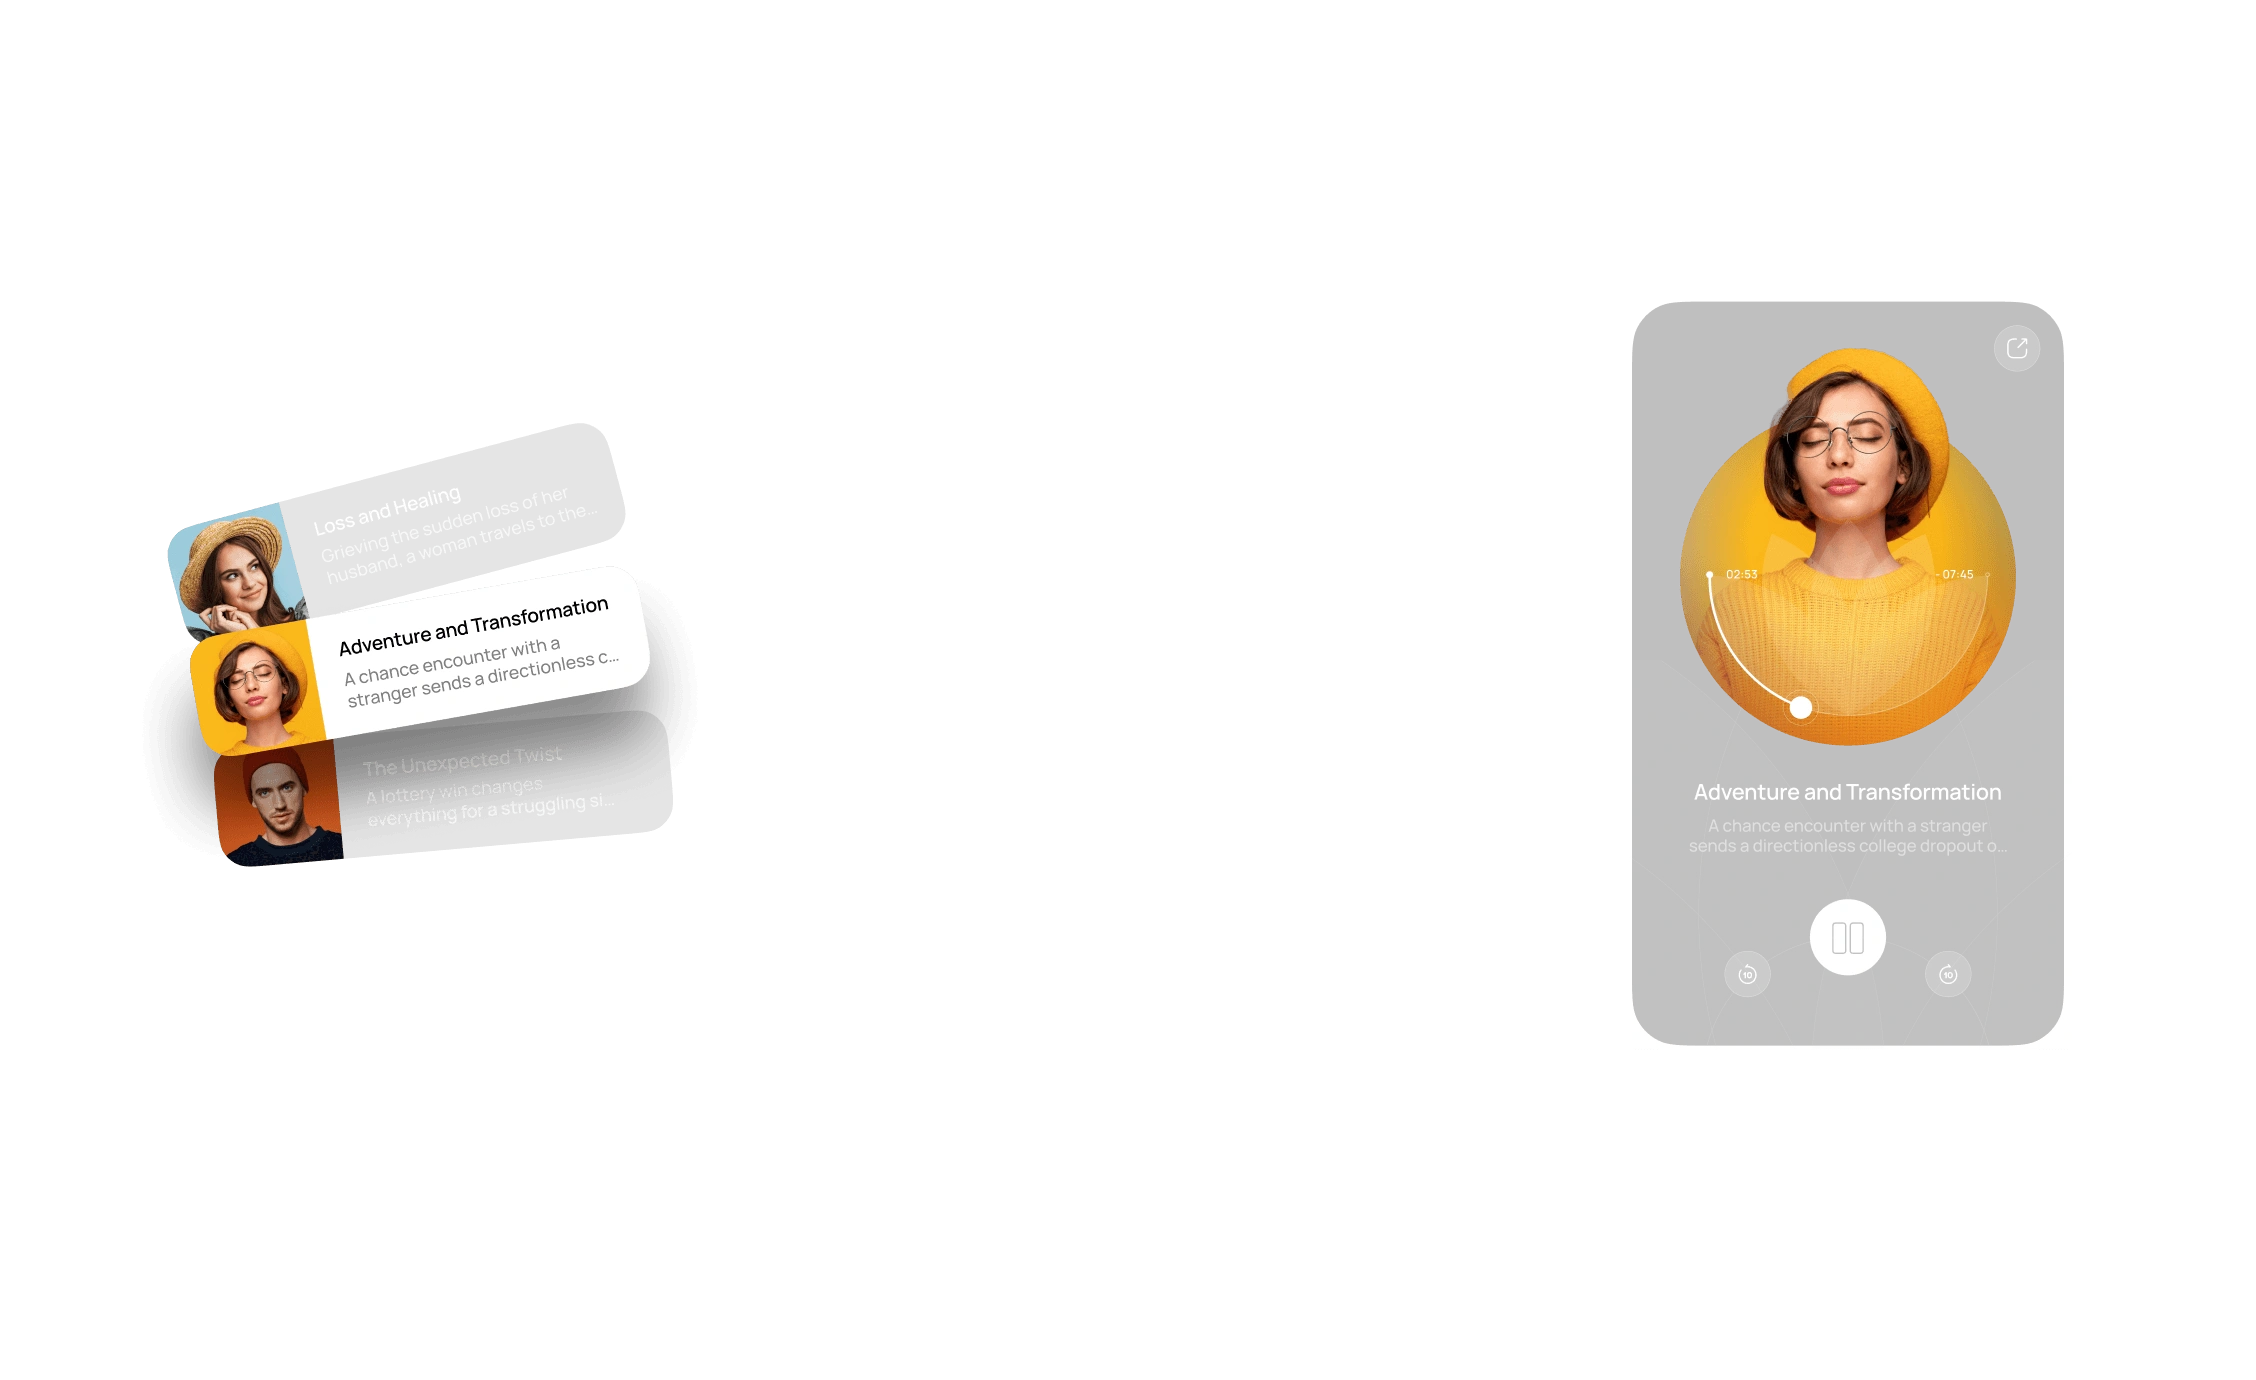 Loss and Healing
Grieving the sudden loss of her
husband, a woman travels to the...
Adventure and Transformation
A chance encounter with a
stranger sends a directionless c...
The Unexpected Twist
A lottery win changes
everything for a struggling si...
02:53
- 07:45
Adventure and Transformation
A chance encounter with a stranger
sends a directionless college dropout o...
10
10